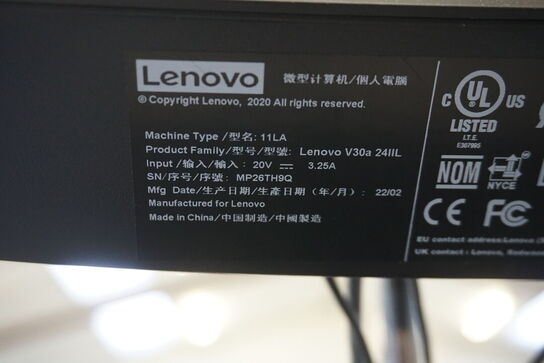 Lenovo 微型计算机/個人電腦
© Copyright Lenovo, 2020 All rights reserved.
Machine Type /型名: 11LA
Product Family/型号/型號: Lenovo V30a 24IIL
Input /输入/輸入: 20V ⎓ 3.25A
SN/序号/序號: MP26TH9Q
Mfg Date/生产日期/生產日期(年/月): 22/02
Manufactured for Lenovo
Made in China/中国制造/中國製造
C UL US
LISTED
I.T.E.
E307995
NOM NYCE
CE FC
EU contact address:Lenovo
UK contact : Lenovo,